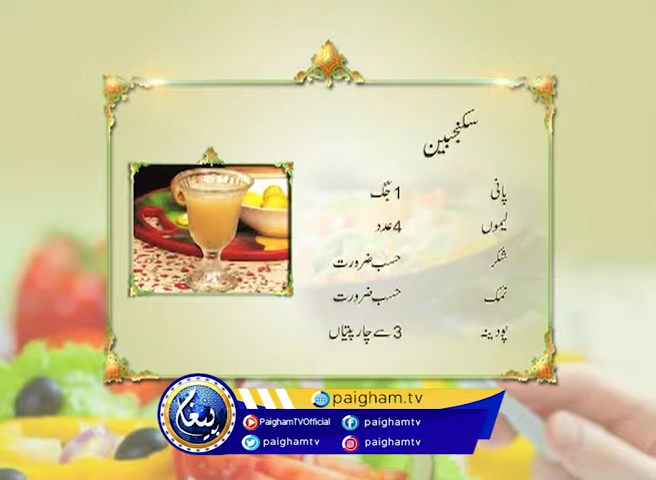 سکنجبین
پانی 1 جگ
لیموں 4 عدد
شکر حسب ضرورت
نمک حسب ضرورت
پودینہ 3 سے چار پتیاں
پیغام
paigham.tv
PaighamTVOfficial paighamtv
paighamtv paighamtv